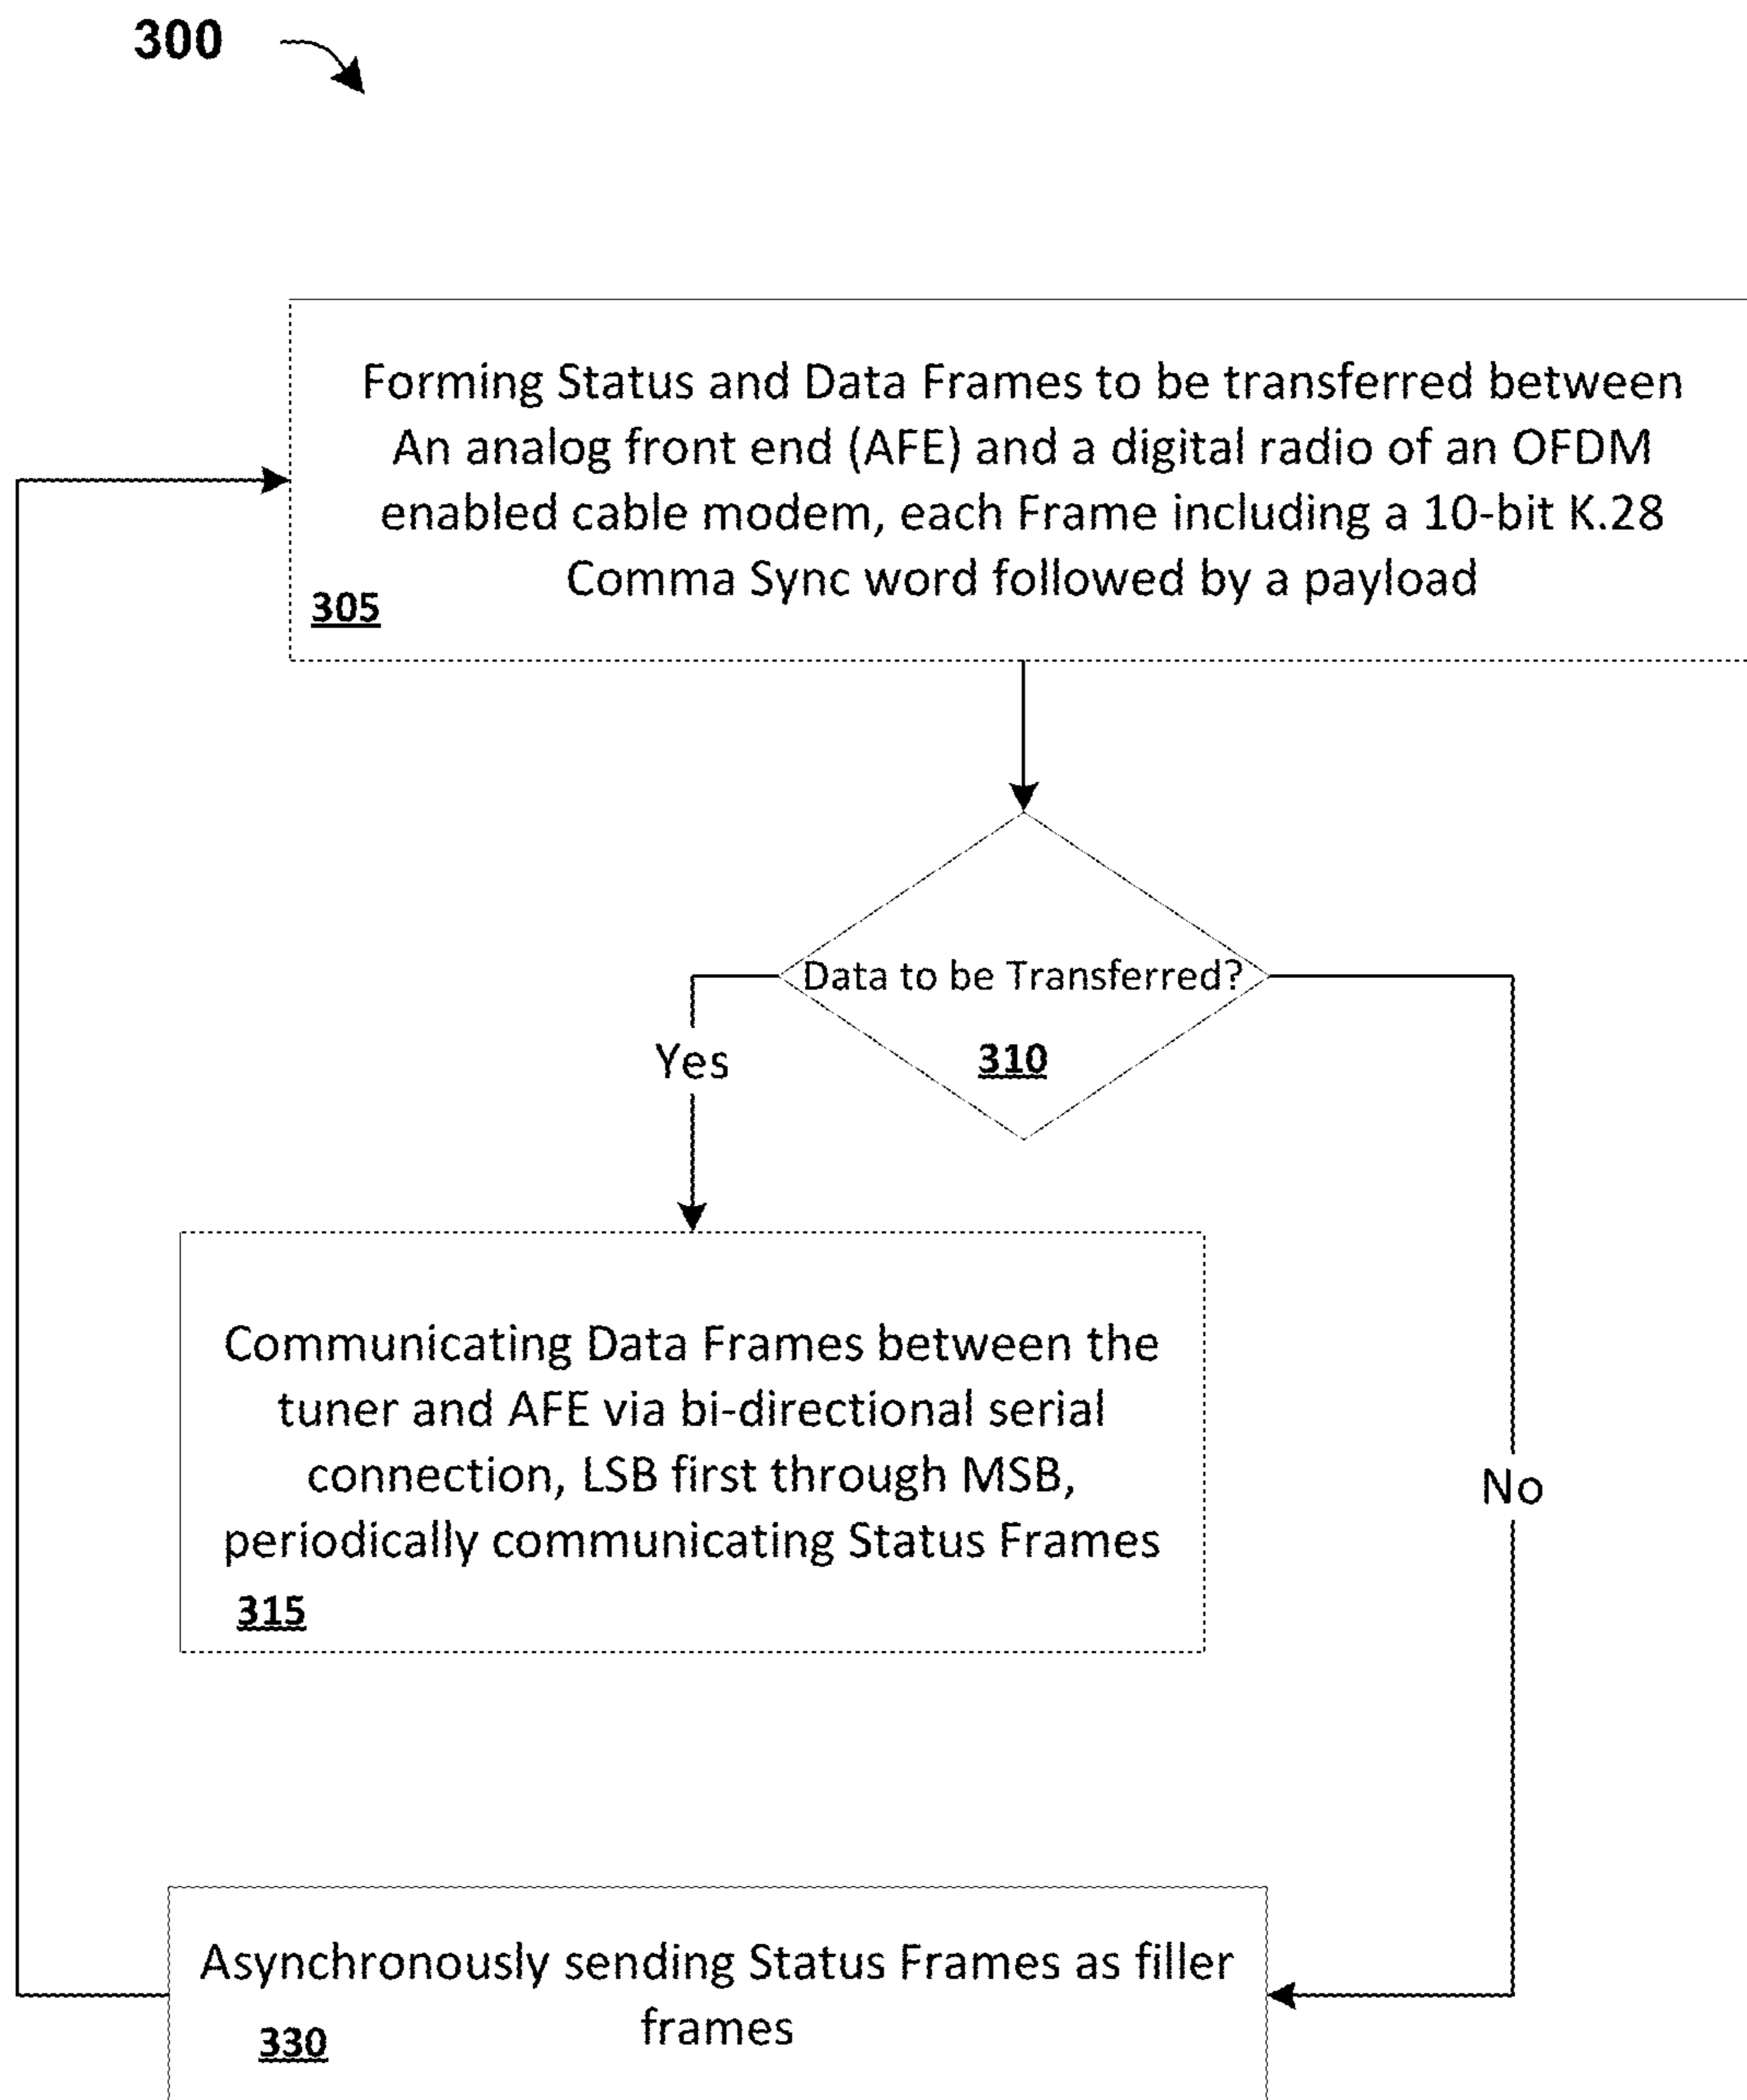 300
Forming Status and Data Frames to be transferred between
An analog front end (AFE) and a digital radio of an OFDM
enabled cable modem, each Frame including a 10-bit K.28
Comma Sync word followed by a payload
305
Data to be Transferred?
310
Yes
No
Communicating Data Frames between the
tuner and AFE via bi-directional serial
connection, LSB first through MSB,
periodically communicating Status Frames
315
Asynchronously sending Status Frames as filler
frames
330